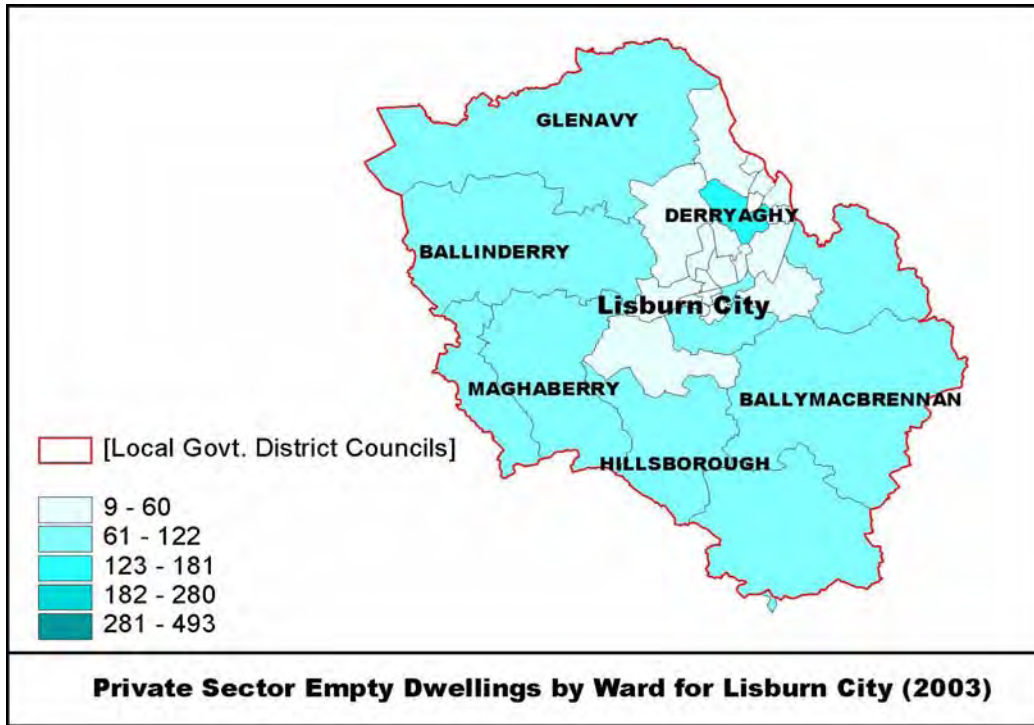 GLENAVY
DERRYAGHY
BALLINDERRY
Lisburn City
MAGHABERRY
BALLYMACBRENNAN
HILLSBOROUGH
[Local Govt. District Councils]
9 - 60
61 - 122
123 - 181
182 - 280
281 - 493
Private Sector Empty Dwellings by Ward for Lisburn City (2003)